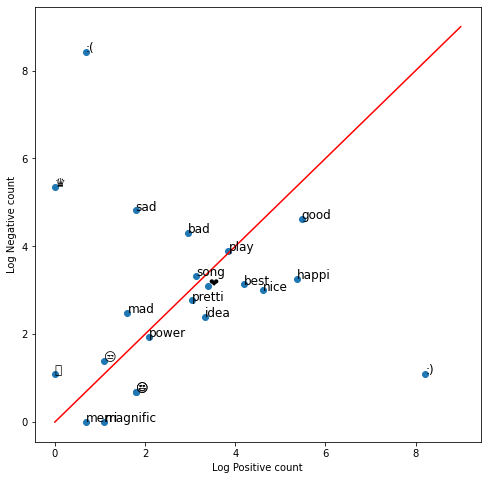 :(
8
♛
sad
good
bad
play
song
happi
❤
best
nice
pretti
idea
mad
power
😒
:)
merri
magnific
6
4
2
0
0 2 4 6 8
Log Negative count
Log Positive count